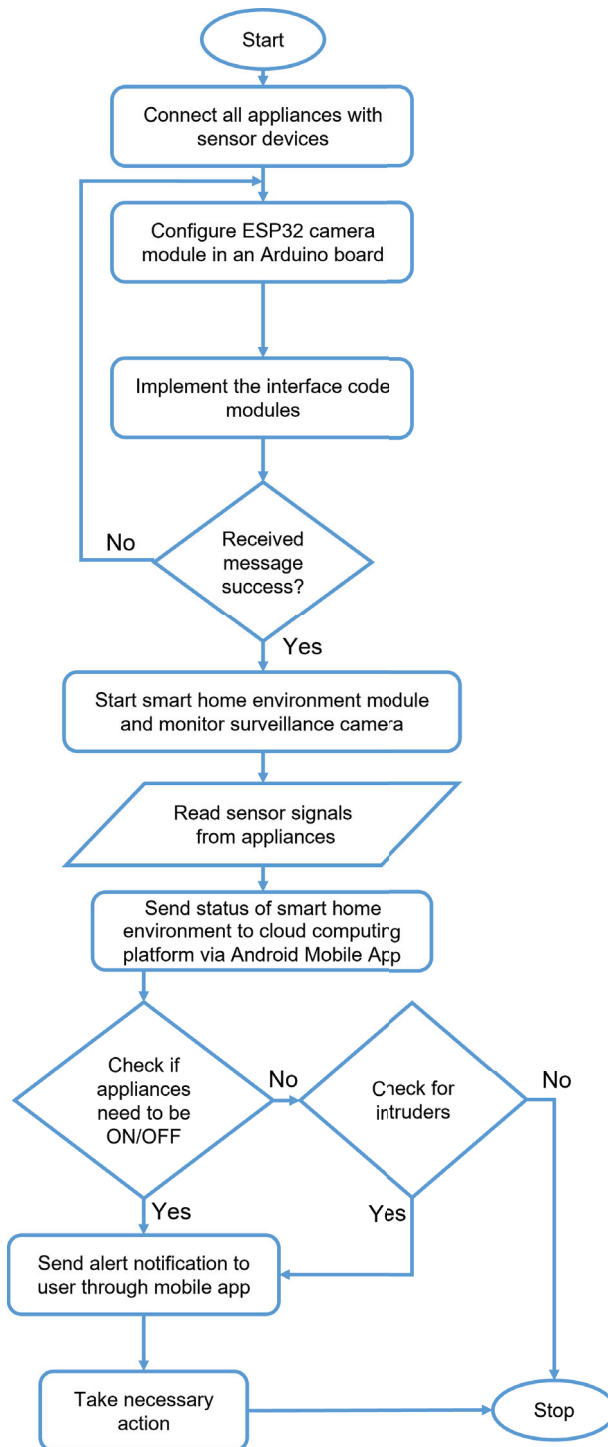 Start
Connect all appliances with
sensor devices
Configure ESP32 camera
module in an Arduino board
Implement the interface code
modules
Received
message
success?
No
Yes
Start smart home environment module
and monitor surveillance camera
Read sensor signals
from appliances
Send status of smart home
environment to cloud computing
platform via Android Mobile App
Check if
appliances
need to be
ON/OFF
No
Check for
intruders
No
Yes
Yes
Send alert notification to
user through mobile app
Take necessary
action
Stop